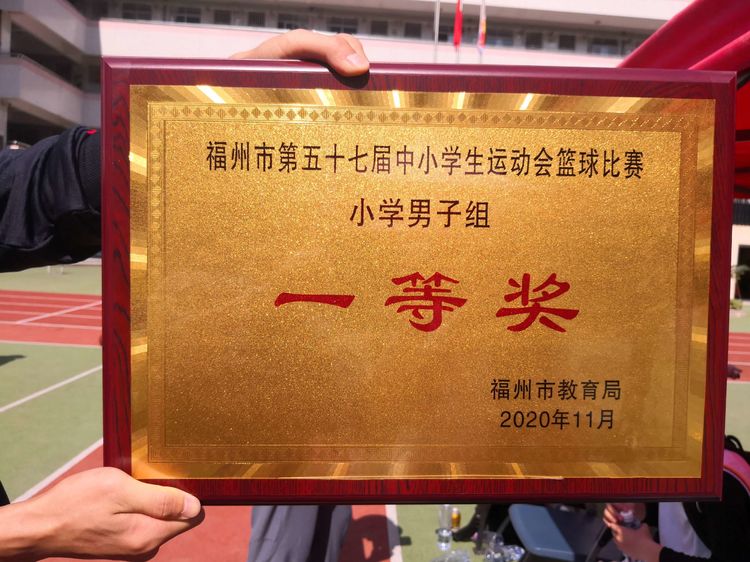 福州市第五十七届中小学生运动会篮球比赛
小学男子组
一等奖
福州市教育局
2020年11月